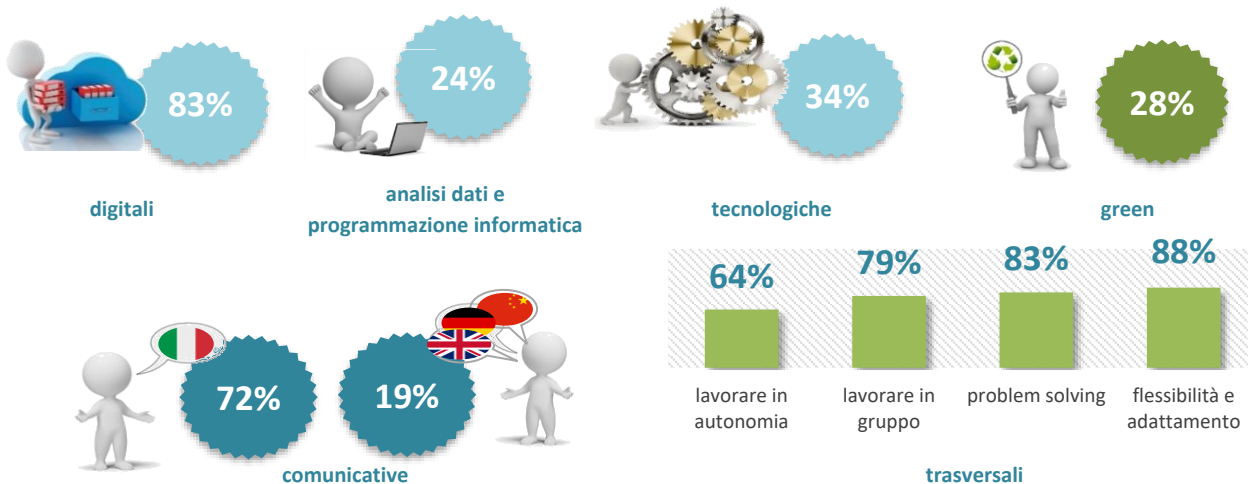 83%
24%
34%
28%
digitali
analisi dati e
programmazione informatica
tecnologiche
green
72%
19%
comunicative
64%
79%
83%
88%
lavorare in
autonomia
lavorare in
gruppo
problem solving
flessibilità e
adattamento
trasversali